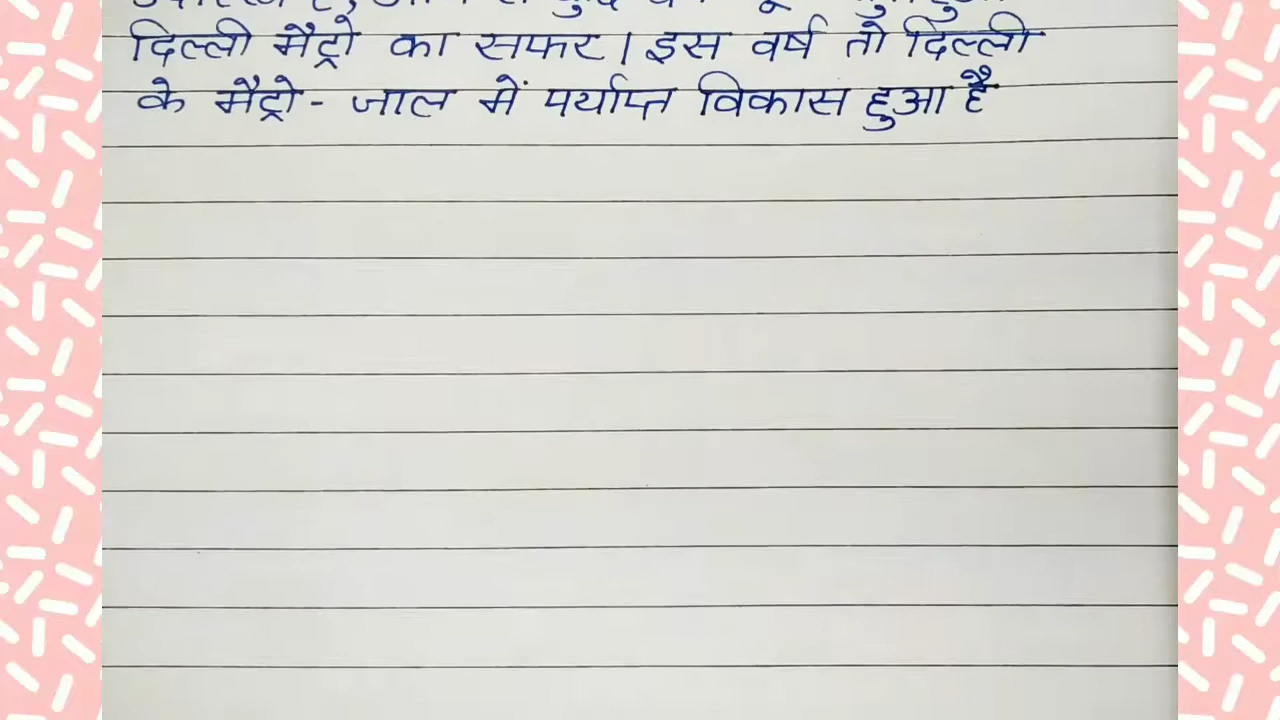 दिल्ली मैट्रो का सफर। इस वर्ष तो दिल्ली
के मैट्रो - जाल में पर्याप्त विकास हुआ है